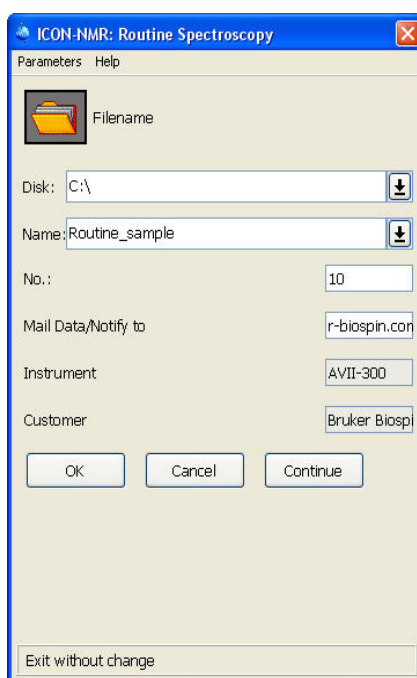 ICON-NMR: Routine Spectroscopy
Parameters Help
Filename
Disk: C:\
Name: Routine_sample
No.: 10
Mail Data/Notify to r-biospin.con
Instrument AVII-300
Customer Bruker Biospi
OK Cancel Continue
Exit without change